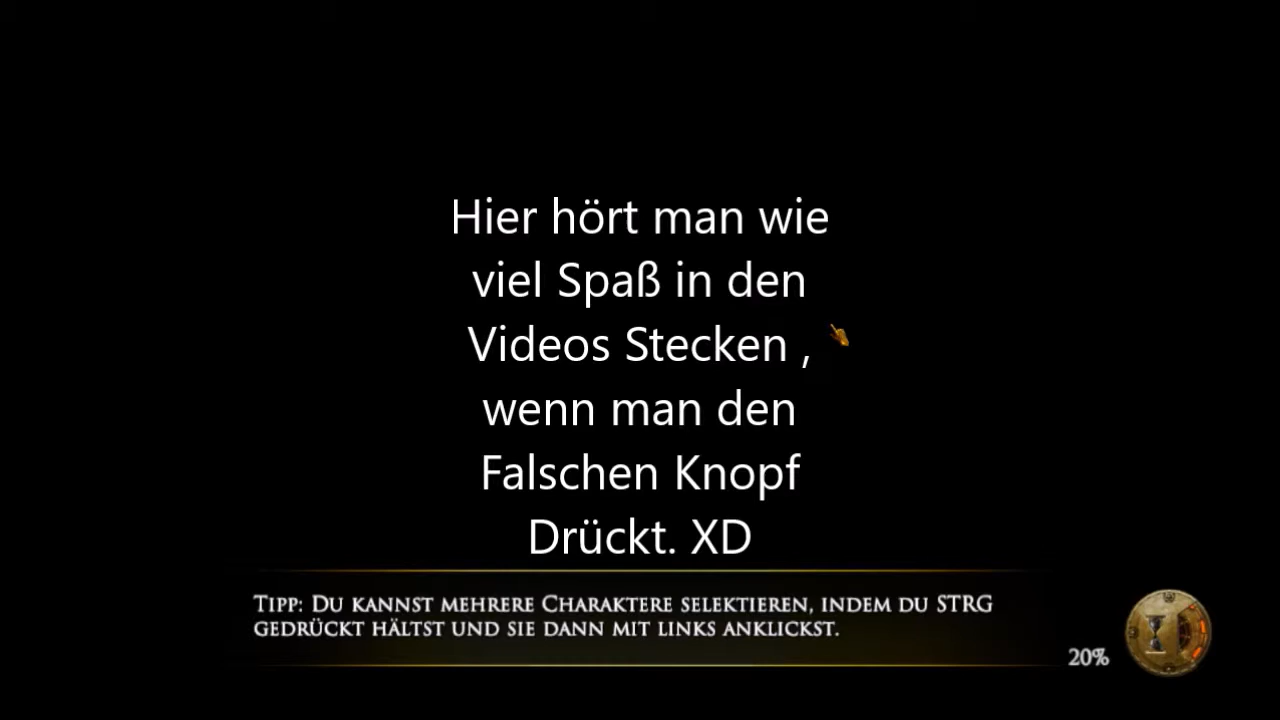 Hier hört man wie
viel Spaß in den
Videos Stecken ,
wenn man den
Falschen Knopf
Drückt. XD
Tipp: Du kannst mehrere Charaktere selektieren, indem du STRG
gedrückt hältst und sie dann mit links anklickst.
20%